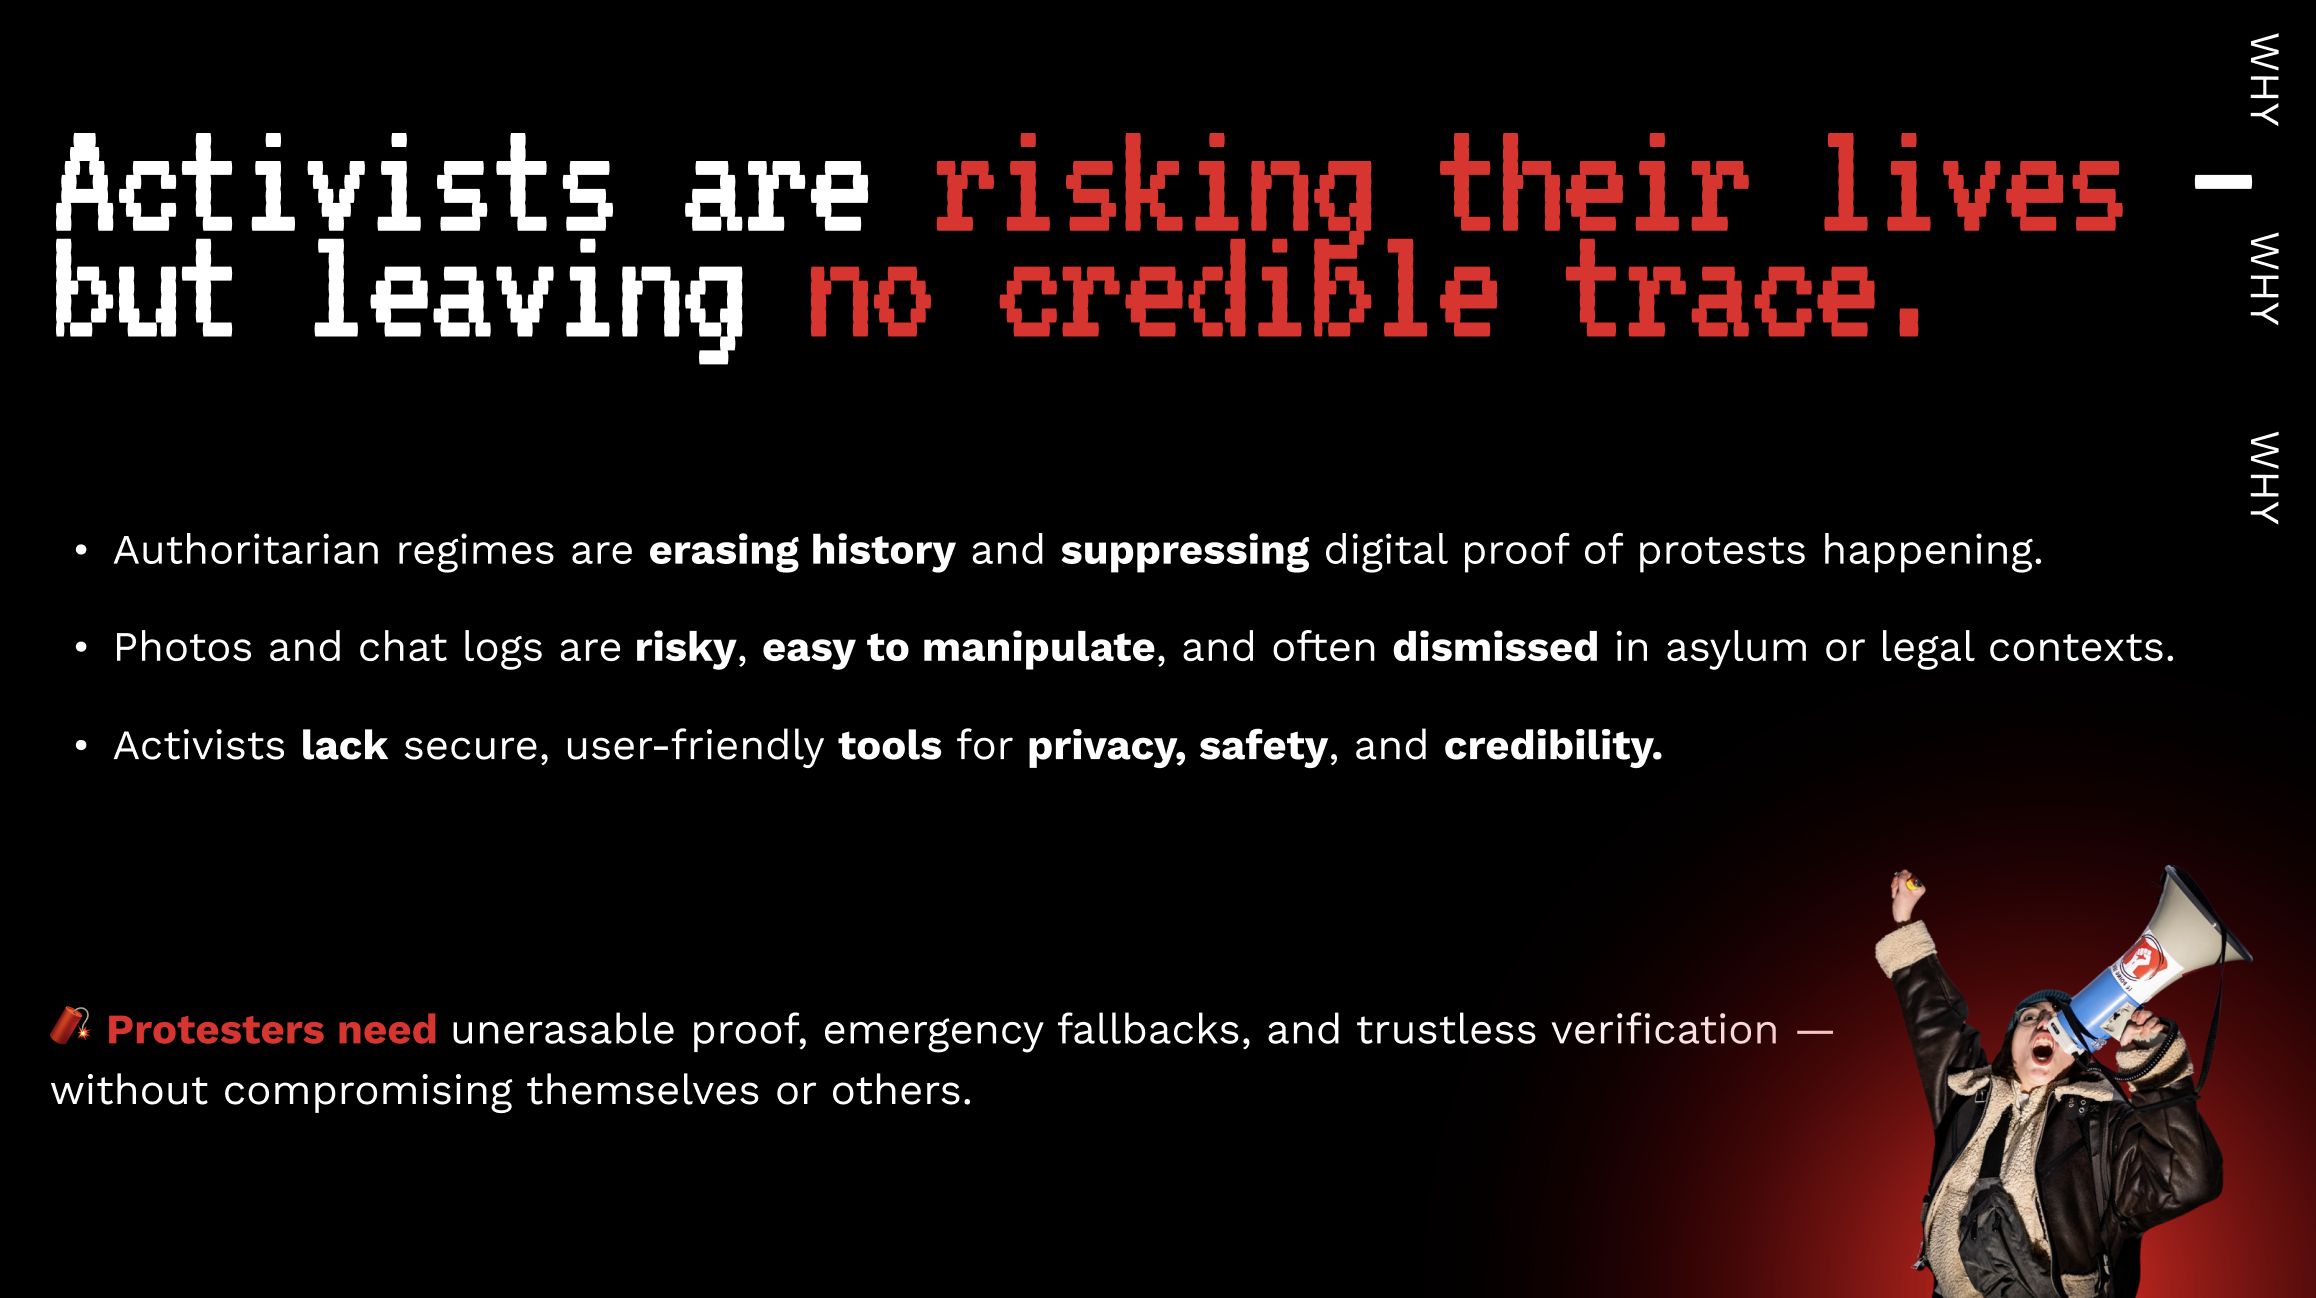 Activists are risking their lives –
but leaving no credible trace.
• Authoritarian regimes are erasing history and suppressing digital proof of protests happening.
• Photos and chat logs are risky, easy to manipulate, and often dismissed in asylum or legal contexts.
• Activists lack secure, user-friendly tools for privacy, safety, and credibility.
🧨 Protesters need unerasable proof, emergency fallbacks, and trustless verification —
without compromising themselves or others.
WHY
WHY
WHY